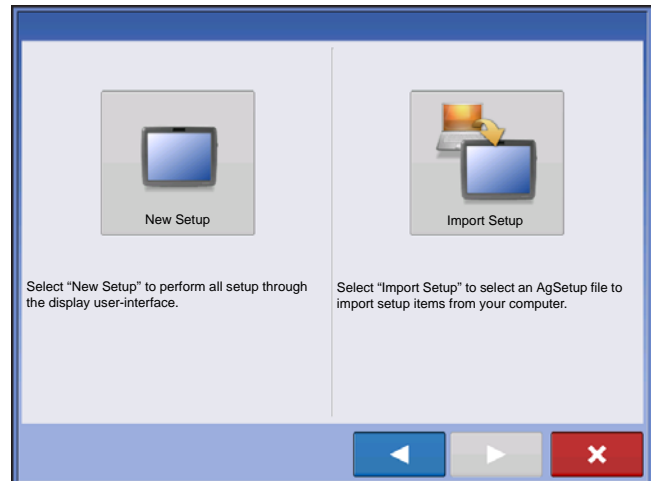 New Setup
Select “New Setup” to perform all setup through
the display user-interface.
Import Setup
Select “Import Setup” to select an AgSetup file to
import setup items from your computer.